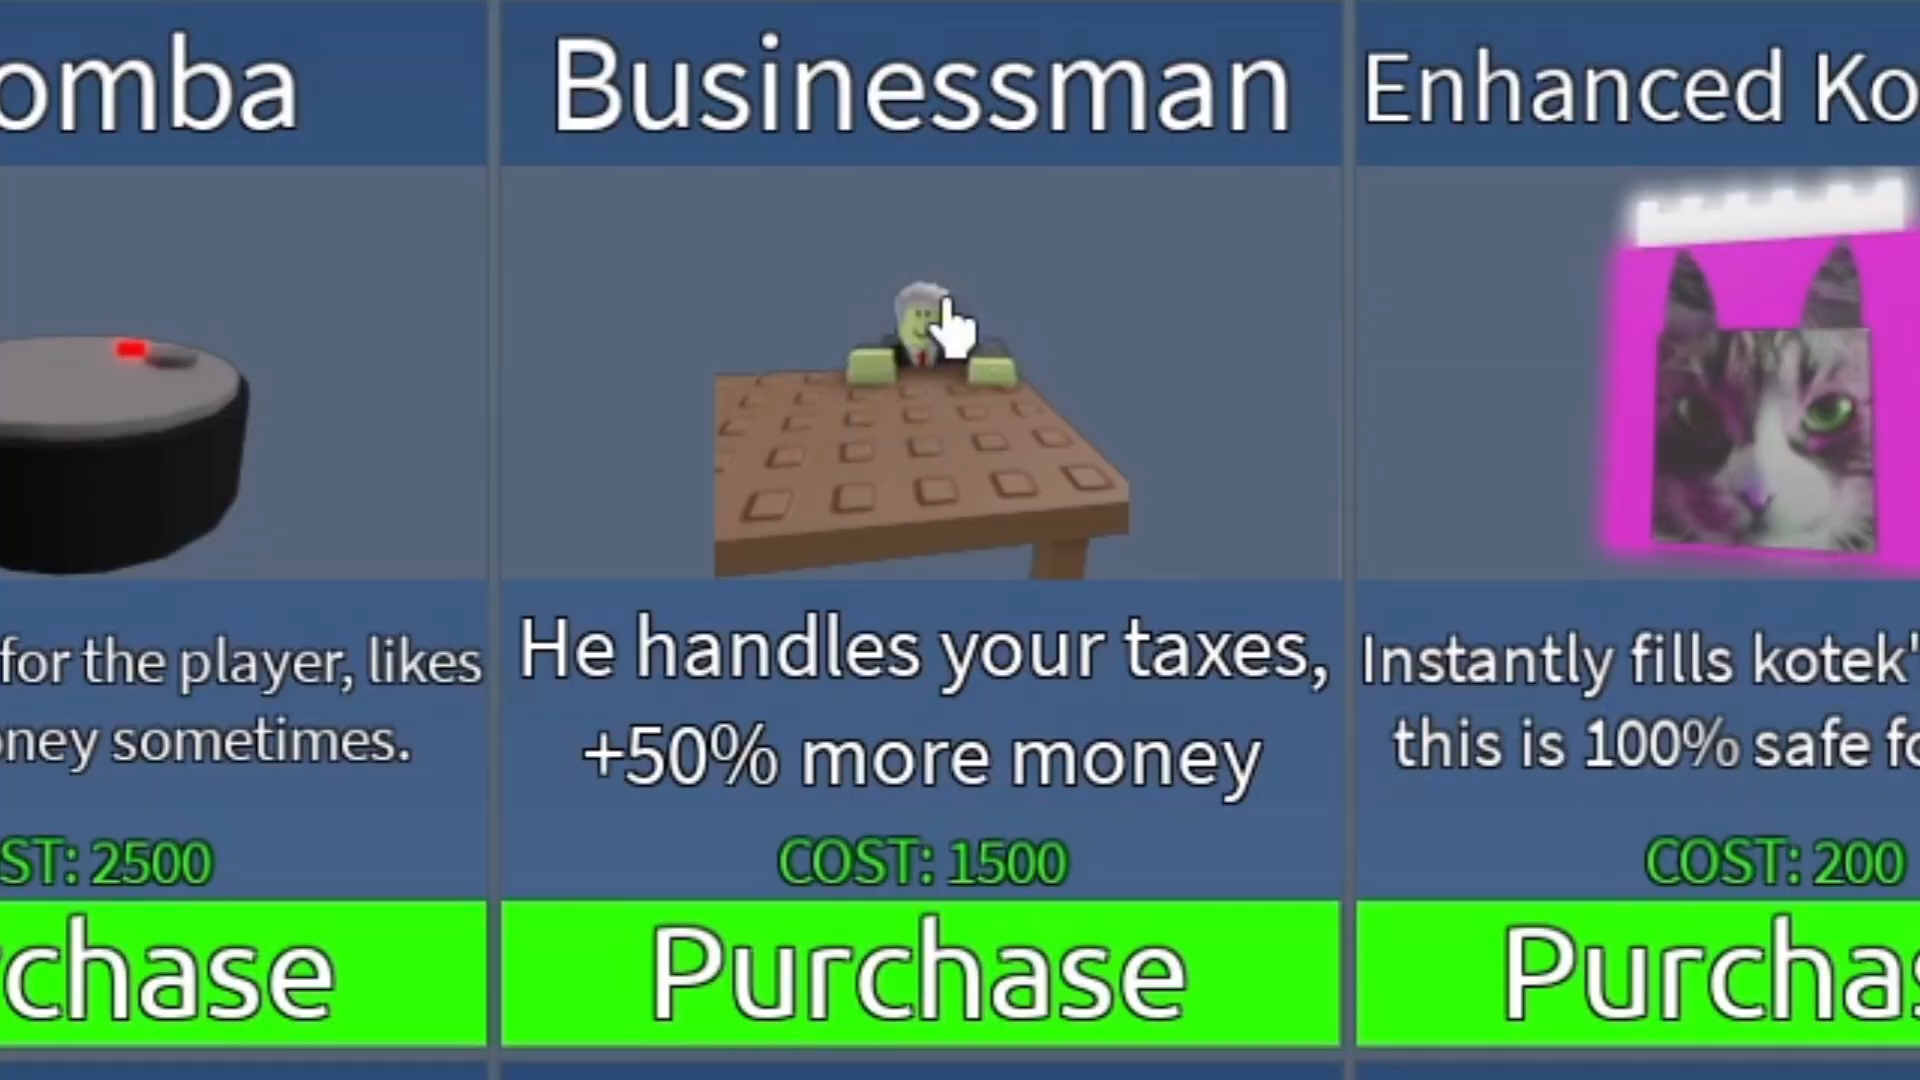 omba
for the player, likes
oney sometimes.
ST: 2500
chase
Businessman
He handles your taxes,
+50% more money
COST: 1500
Purchase
Enhanced Ko
Instantly fills kotek'
this is 100% safe fo
COST: 200
Purchas